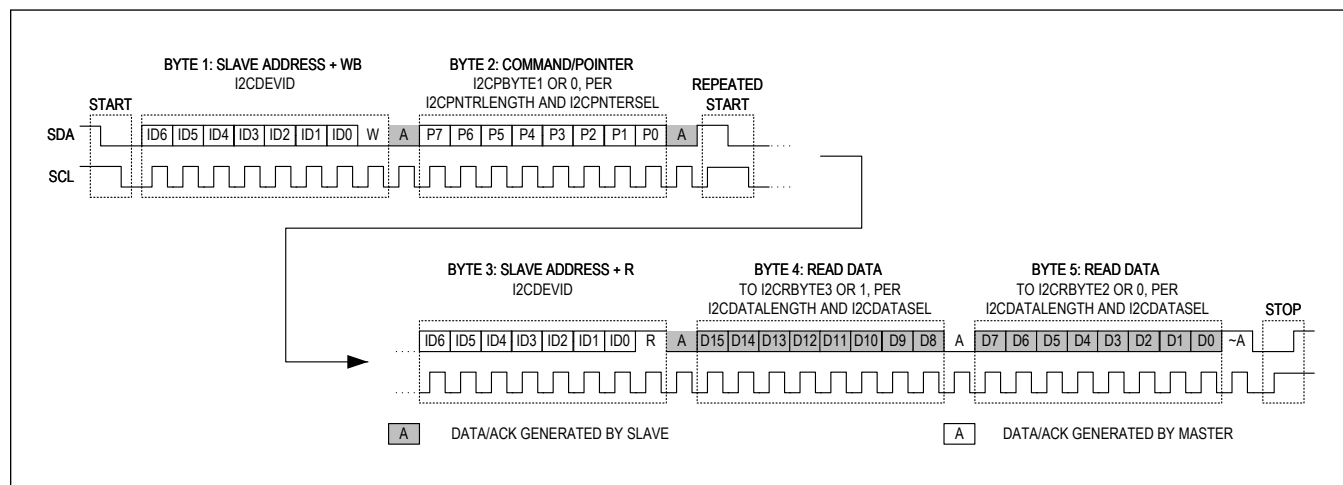 BYTE 1: SLAVE ADDRESS + WB
I2CDEVID
BYTE 2: COMMAND/POINTER
I2CPBYTE1 OR 0, PER
I2CPNTRLENGTH AND I2CPNTERSEL
START
REPEATED
START
SDA
ID6 ID5 ID4 ID3 ID2 ID1 ID0 W A P7 P6 P5 P4 P3 P2 P1 P0 A
SCL
BYTE 3: SLAVE ADDRESS + R
I2CDEVID
BYTE 4: READ DATA
TO I2CRBYTE3 OR 1, PER
I2CDATALENGTH AND I2CDATASEL
BYTE 5: READ DATA
TO I2CRBYTE2 OR 0, PER
I2CDATALENGTH AND I2CDATASEL
STOP
ID6 ID5 ID4 ID3 ID2 ID1 ID0 R A D15 D14 D13 D12 D11 D10 D9 D8 A D7 D6 D5 D4 D3 D2 D1 D0 ~A
A DATA/ACK GENERATED BY SLAVE
A DATA/ACK GENERATED BY MASTER